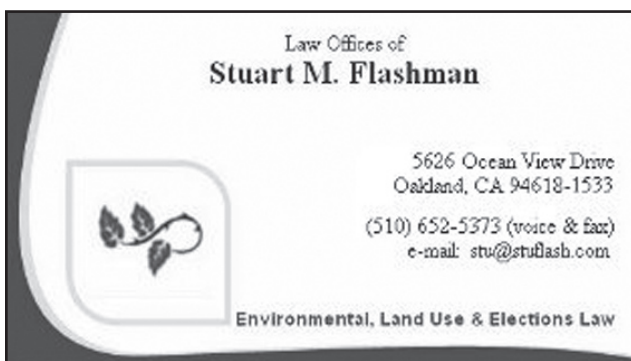 Law Offices of
Stuart M. Flashman
5626 Ocean View Drive
Oakland, CA 94618-1533
(510) 652-5373 (voice & fax)
e-mail: stu@stuflash.com
Environmental, Land Use & Elections Law